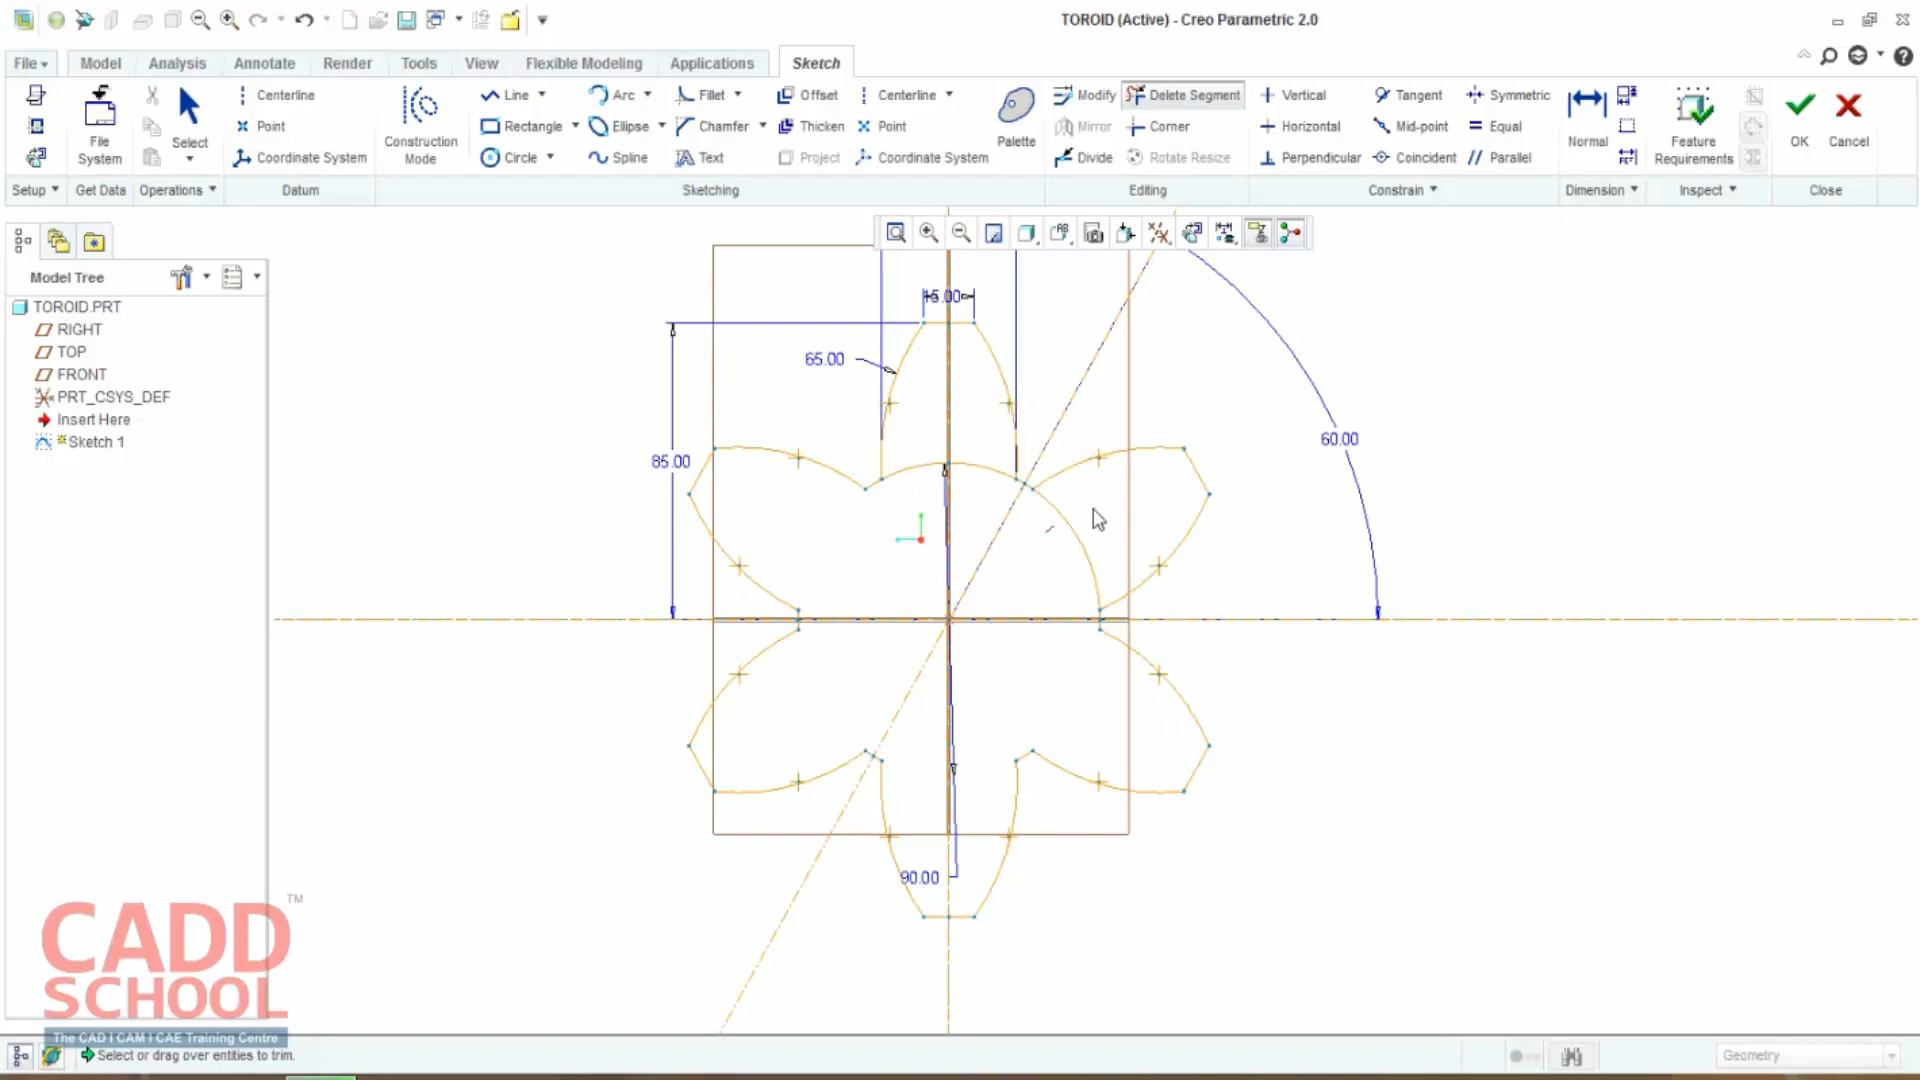 TOROID (Active) - Creo Parametric 2.0
File Model Analysis Annotate Render Tools View Flexible Modeling Applications Sketch
Centerline Line Arc Fillet Offset Centerline Modify Delete Segment Vertical Tangent Symmetric
Point Rectangle Ellipse Chamfer Thicken Point Mirror Corner Horizontal Mid-point Equal
File System Select Coordinate System Construction Mode Circle Spline Text Project Coordinate System Palette Divide Rotate Resize Perpendicular Coincident Parallel Normal Feature Requirements OK Cancel
Setup Get Data Operations Datum Sketching Editing Constrain Dimension Inspect Close
Model Tree
TOROID.PRT
RIGHT
TOP
FRONT
PRT_CSYS_DEF
Insert Here
Sketch 1
65.00
60.00
85.00
90.00
CADD
SCHOOL
TM
The CAD I CAM I CAE Training Centre
Select or drag over entities to trim.
Geometry